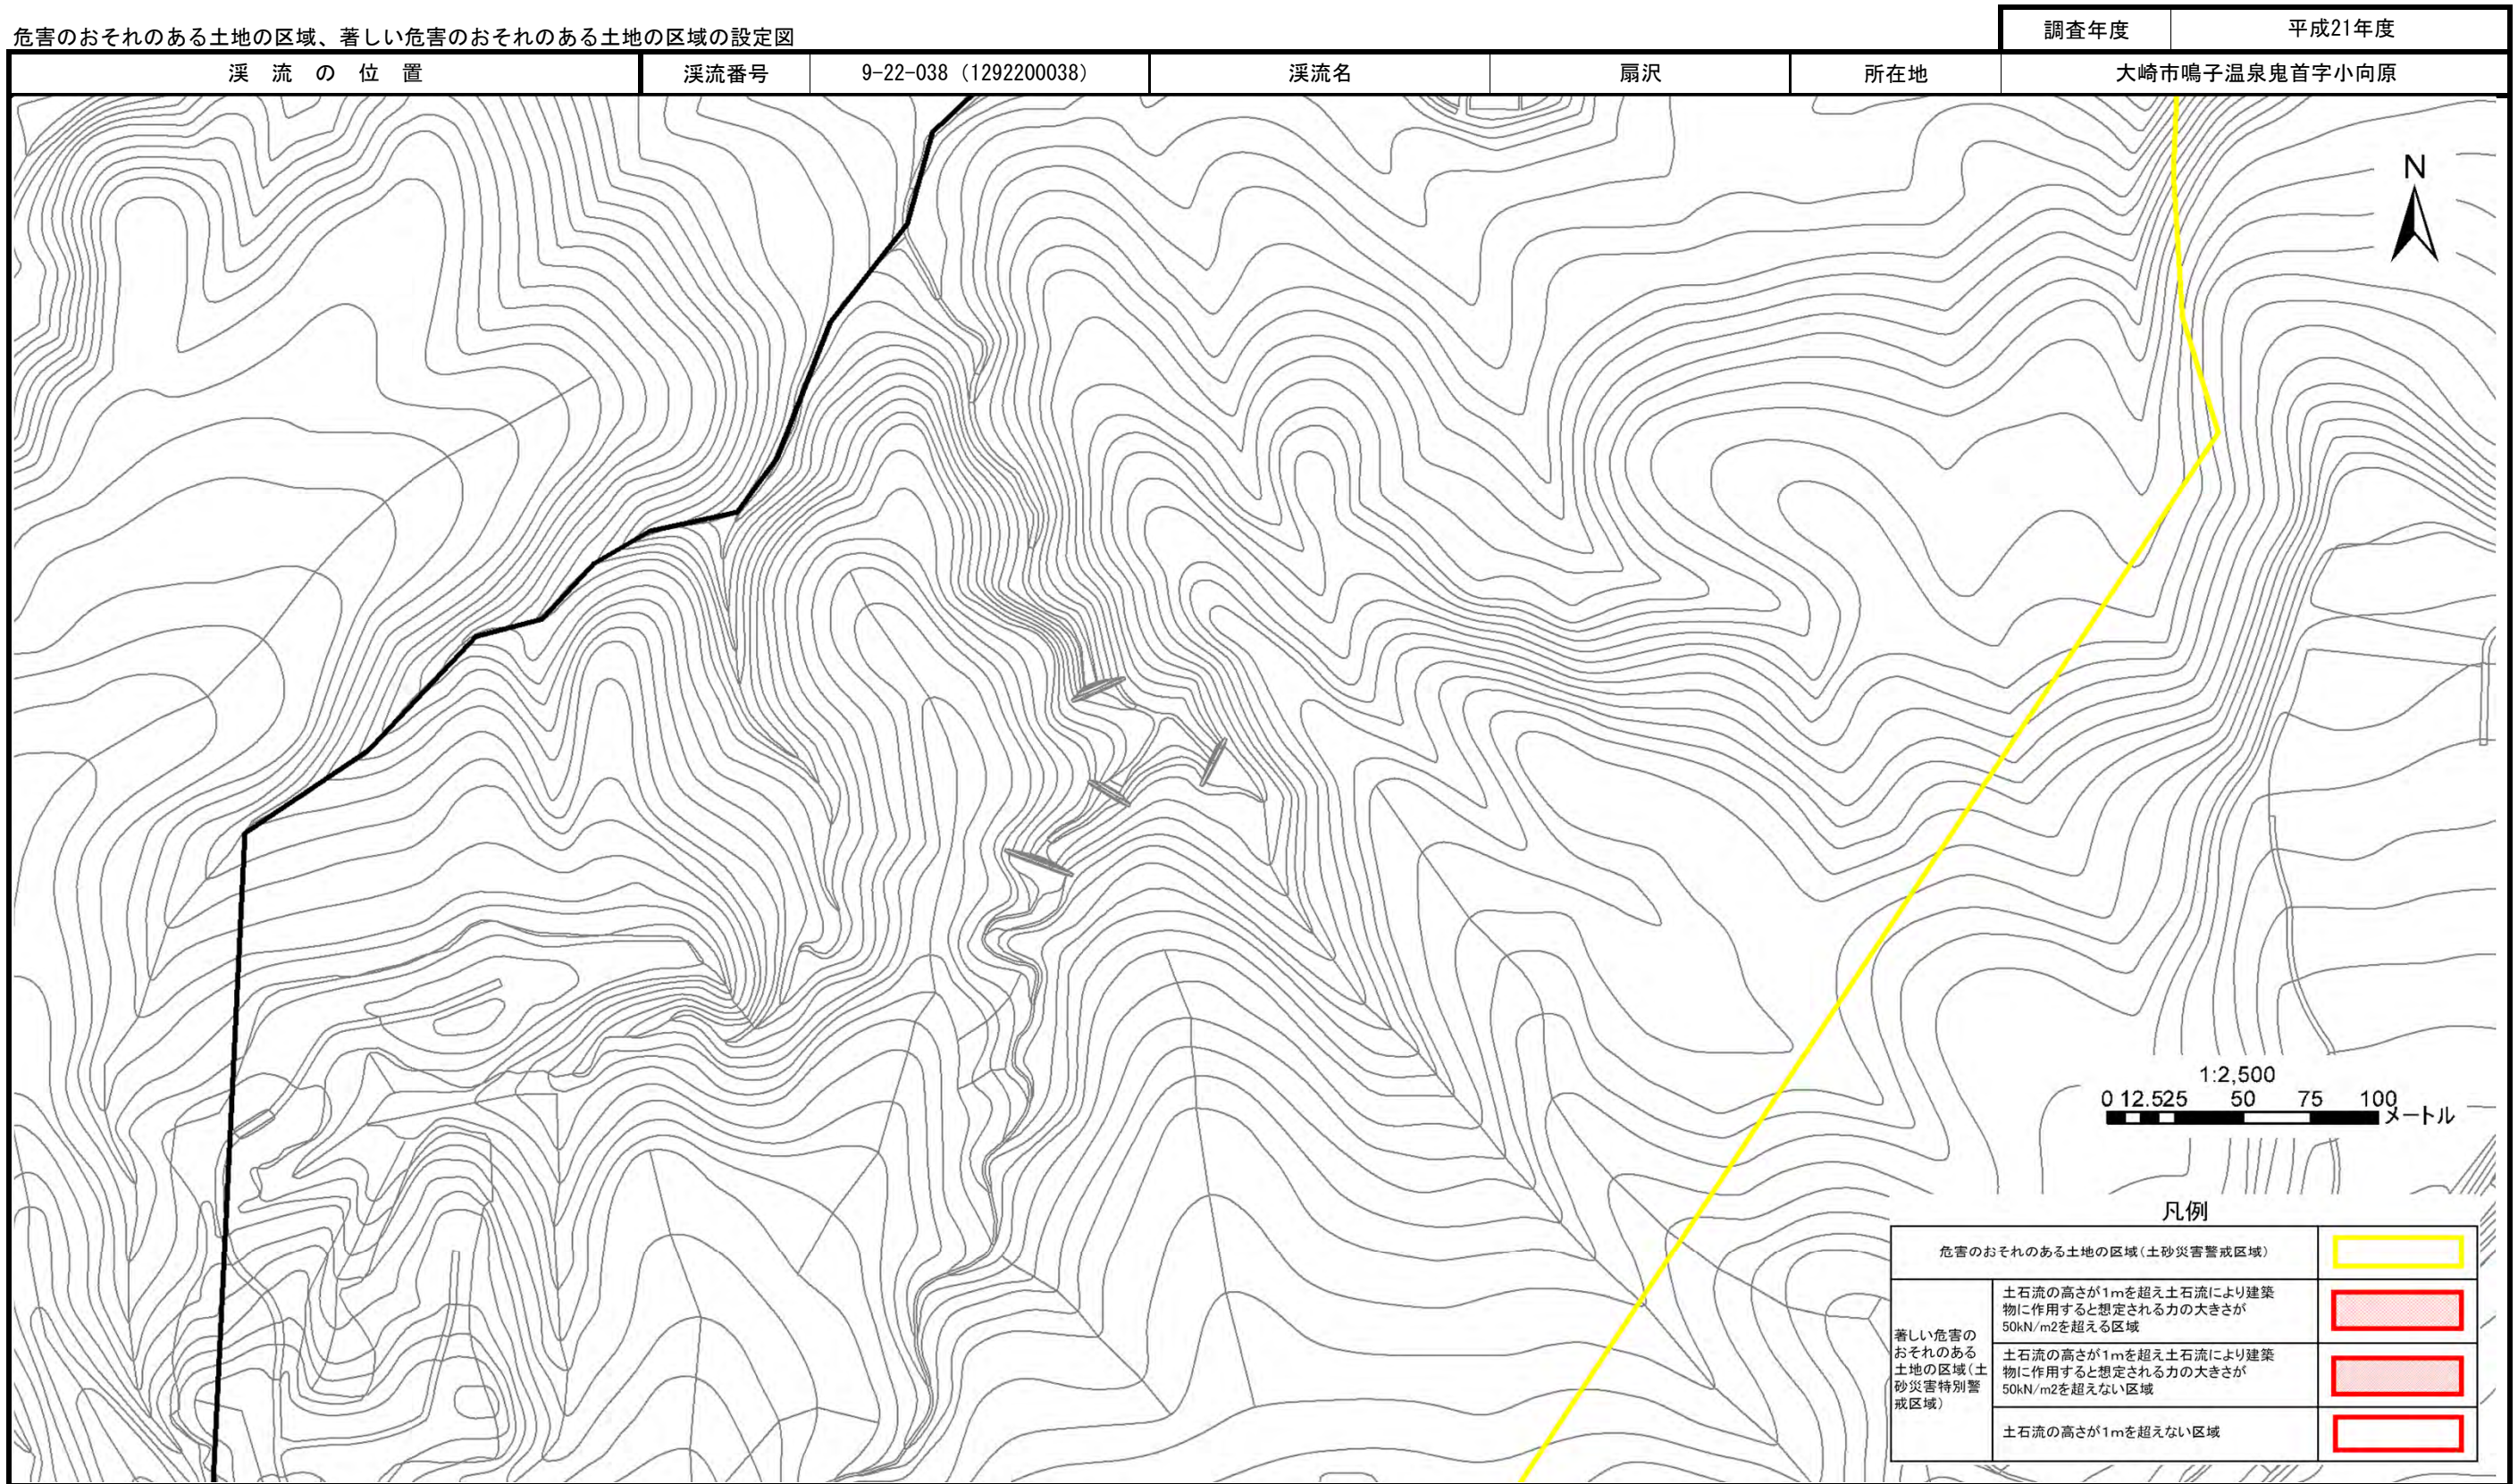 危害のおそれのある土地の区域、著しい危害のおそれのある土地の区域の設定図
調査年度 平成21年度
渓流の位置 渓流番号 9-22-038（1292200038） 渓流名 扇沢 所在地 大崎市鳴子温泉鬼首字小向原
N
1:2,500
0 12.525 50 75 100
メートル
凡例
危害のおそれのある土地の区域（土砂災害警戒区域）
著しい危害の
おそれのある
土地の区域（土
砂災害特別警
戒区域）
土石流の高さが1mを超え土石流により建築
物に作用すると想定される力の大きさが
50kN/m2を超える区域
土石流の高さが1mを超え土石流により建築
物に作用すると想定される力の大きさが
50kN/m2を超えない区域
土石流の高さが1mを超えない区域